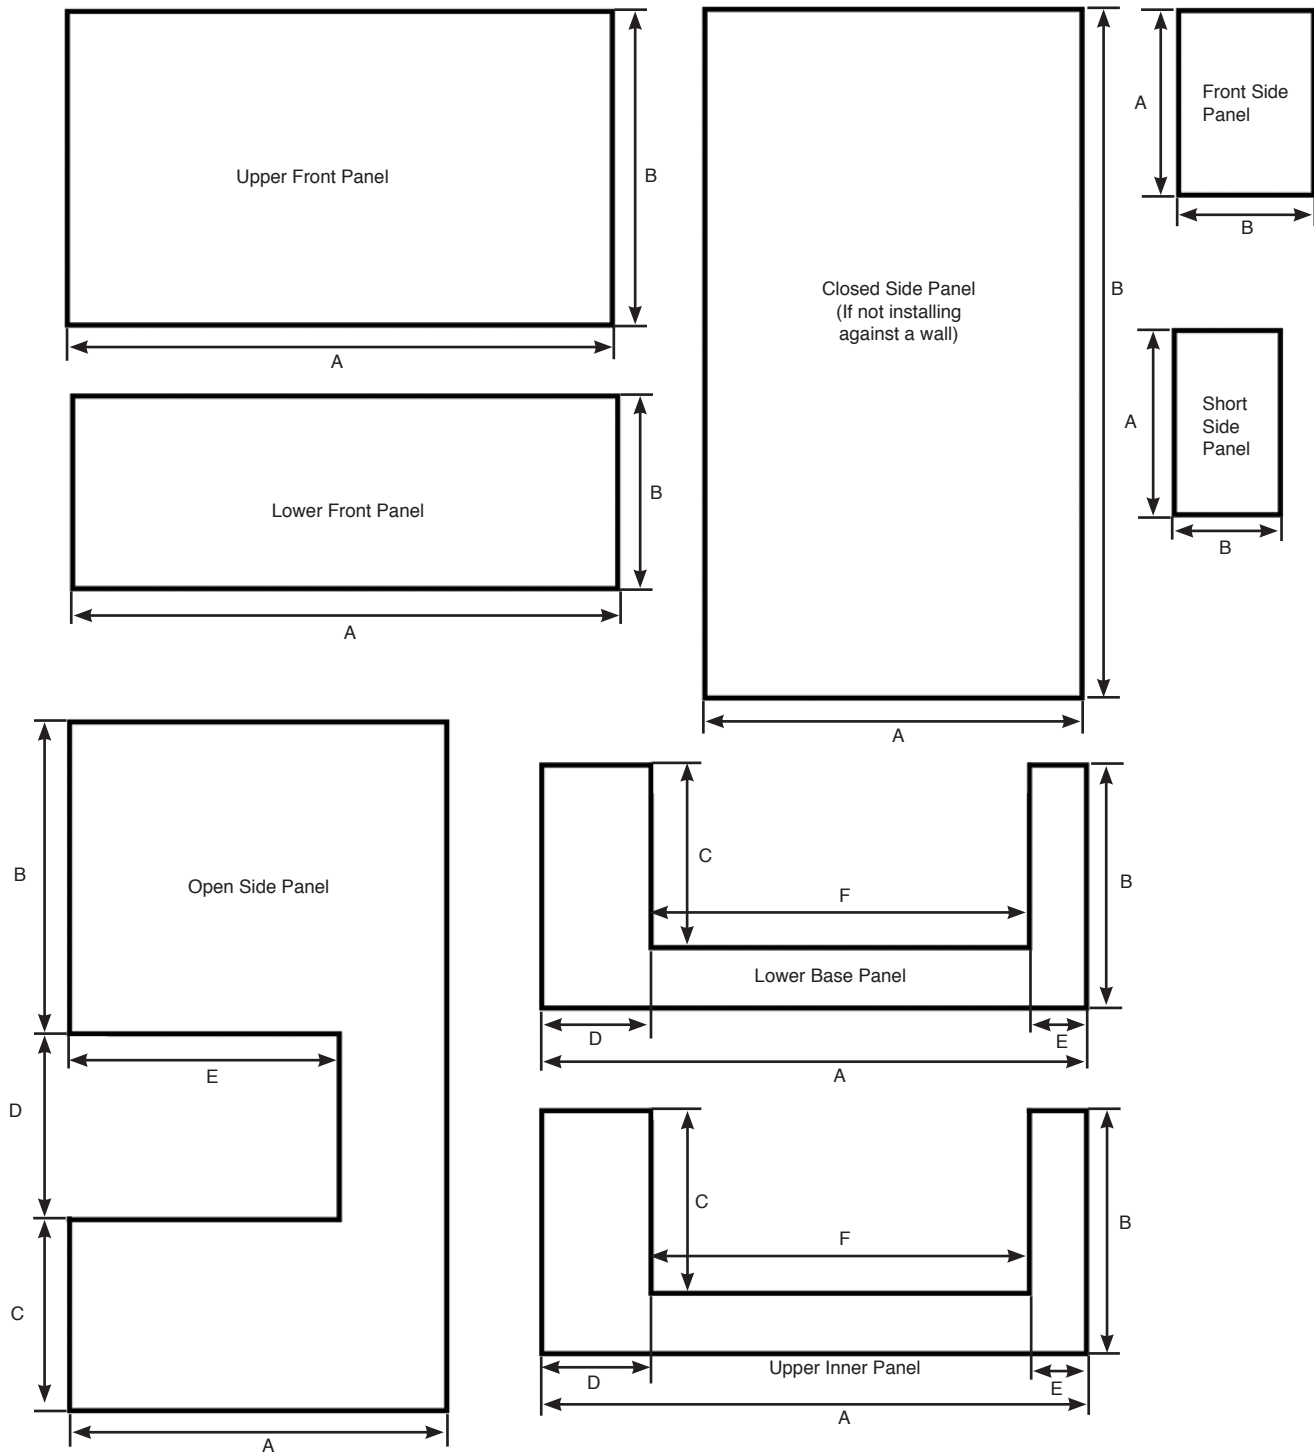 Upper Front Panel
B
A
Lower Front Panel
B
A
Closed Side Panel
(If not installing
against a wall)
B
A
A
Front Side
Panel
B
A
Short
Side
Panel
B
B
Open Side Panel
E
D
C
A
C
B
F
Lower Base Panel
D
E
A
C
B
F
Upper Inner Panel
D
E
A